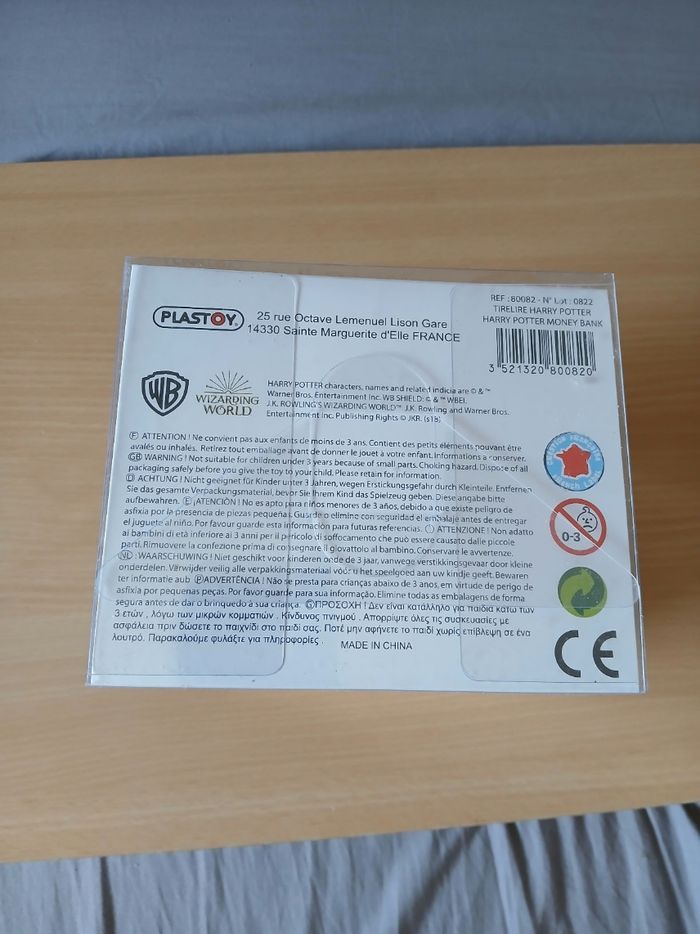 PLASTOY
25 rue Octave Lemenuel Lison Gare
14330 Sainte Marguerite d'Elle FRANCE
REF : 80082 - N° Lot : 0822
TIRELIRE HARRY POTTER
HARRY POTTER MONEY BANK
3 521320 800820
WB
WIZARDING
WORLD
HARRY POTTER characters, names and related indicia are © & ™
Warner Bros. Entertainment Inc. WB SHIELD: © & ™ WBEI.
J.K. ROWLING'S WIZARDING WORLD™ J.K. Rowling and Warner Bros.
Entertainment Inc. Publishing Rights © JKR. (s18)
Ⓕ ATTENTION ! Ne convient pas aux enfants de moins de 3 ans. Contient des petits éléments pouvant être
avalés ou inhalés. Retirez tout emballage avant de donner le jouet à votre enfant. Informations à conserver.
GB WARNING ! Not suitable for children under 3 years because of small parts. Choking hazard. Dispose of all
packaging safely before you give the toy to your child. Please retain for information.
Ⓓ ACHTUNG ! Nicht geeignet für Kinder unter 3 Jahren, wegen Erstickungsgefahr durch Kleinteile. Entfernen
Sie das gesamte Verpackungsmaterial, bevor Sie Ihrem Kind das Spielzeug geben. Diese angabe bitte
aufbewahren. Ⓔ ¡ATENCIÓN! No es apto para niños menores de 3 años, debido a que existe peligro de
asfixia por la presencia de piezas pequeñas. Guarde o elimine con seguridad el embalaje antes de entregar
el juguete al niño. Por favour guarde esta información para futuras referencias. Ⓘ ATTENZIONE ! Non adatto
ai bambini di età inferiore ai 3 anni per il pericolo di soffocamento che può essere causato dalle piccole
parti. Rimuovere la confezione prima di consegnare il giovattolo al bambino. Conservare le avvertenze.
NL : WAARSCHUWING ! Niet geschikt voor kinderen onder de 3 jaar, vanwege verstikkingsgevaar door kleine
onderdelen. Verwijder veilig alle verpakkingsmateriaal vóór u het speelgoed aan uw kindje geeft. Bewaren
ter informatie aub Ⓟ ADVERTÊNCIA ! Não se presta para crianças abaixo de 3 anos, em virtude de perigo de
asfixia por pequenas peças. Por favor guarde para sua informação. Elimine todas as embalagens de forma
segura antes de dar o brinquedo à sua criança. Ⓖ ΠΡΟΣΟΧΗ ! Δεν είναι κατάλληλο για παιδιά κάτω των
3 ετών , λόγω των μικρών κομματιών . Κίνδυνος πνιγμού . Απορρίψτε όλες τις συσκευασίες με
ασφάλεια πριν δώσετε το παιχνίδι στο παιδί σας. Ποτέ μην αφήνετε το παιδί χωρίς επίβλεψη σε ένα
λουτρό. Παρακαλούμε φυλάξτε για πληροφορίες .
MADE IN CHINA
0-3
CE